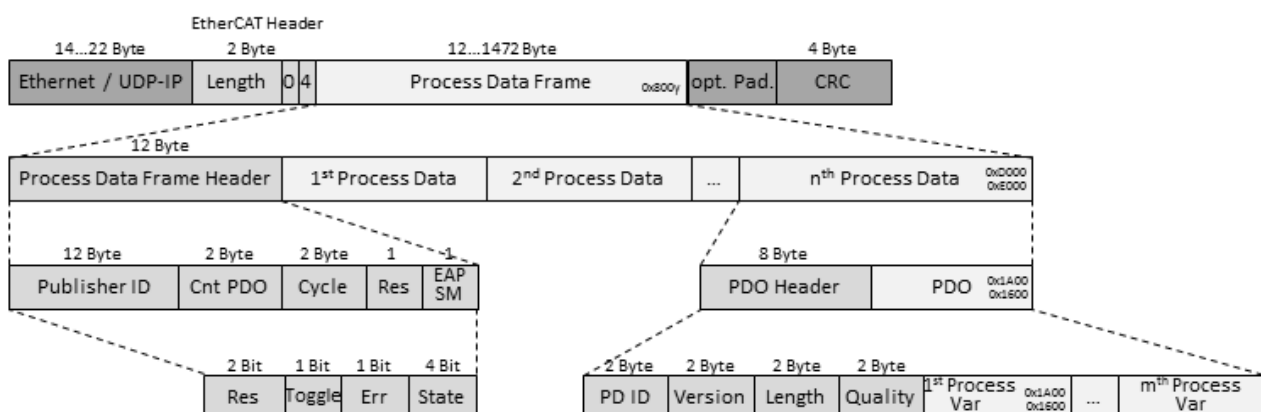 EtherCAT Header
14...22 Byte 2 Byte 12...1472 Byte 4 Byte
Ethernet / UDP-IP Length 0 4 Process Data Frame 0x800y opt. Pad. CRC
12 Byte
Process Data Frame Header 1st Process Data 2nd Process Data ... nth Process Data 0xD000
0xE000
12 Byte 2 Byte 2 Byte 1 1 8 Byte
Publisher ID Cnt PDO Cycle Res EAP SM PDO Header PDO 0x1A00
0x1600
2 Bit 1 Bit 1 Bit 4 Bit 2 Byte 2 Byte 2 Byte 2 Byte
Res Toggle Err State PD ID Version Length Quality 1st Process Var 0x1A00 ... mth Process Var
0x1600